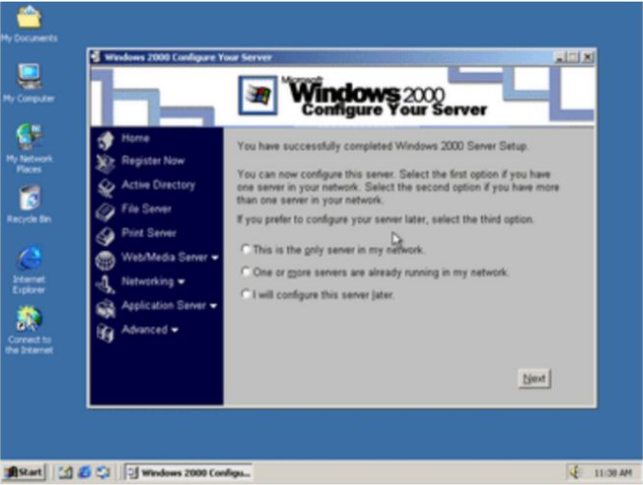 My Documents
My Computer
My Network
Places
Recycle Bin
Internet
Explorer
Connect to
the Internet
Windows 2000 Configure Your Server
Microsoft
Windows 2000
Configure Your Server
Home
Register Now
Active Directory
File Server
Print Server
Web/Media Server
Networking
Application Server
Advanced
You have successfully completed Windows 2000 Server Setup.
You can now configure this server. Select the first option if you have
one server in your network. Select the second option if you have more
than one server in your network.
If you prefer to configure your server later, select the third option.
This is the only server in my network.
One or more servers are already running in my network.
I will configure this server later.
Next
Start
Windows 2000 Configu...
11:38 AM